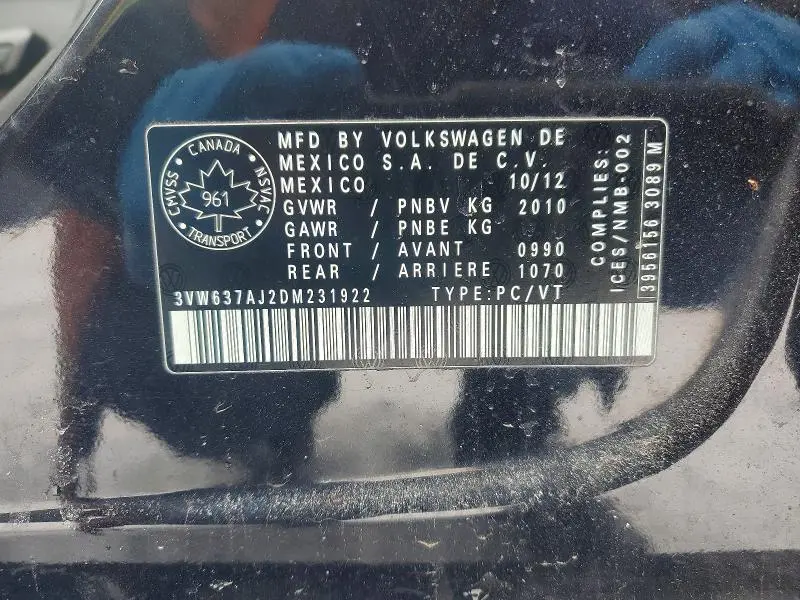 CANADA
CMVSS
NSVAC
961
TRANSPORT
MFD BY VOLKSWAGEN DE
MEXICO S.A. DE C.V.
MEXICO 10/12
GVWR / PNBV KG 2010
GAWR / PNBE KG
FRONT / AVANT 0990
REAR / ARRIERE 1070
3VW637AJ2DM231922 TYPE:PC/VT
COMPLIES:
ICES/NMB-002
3956156 3089 M